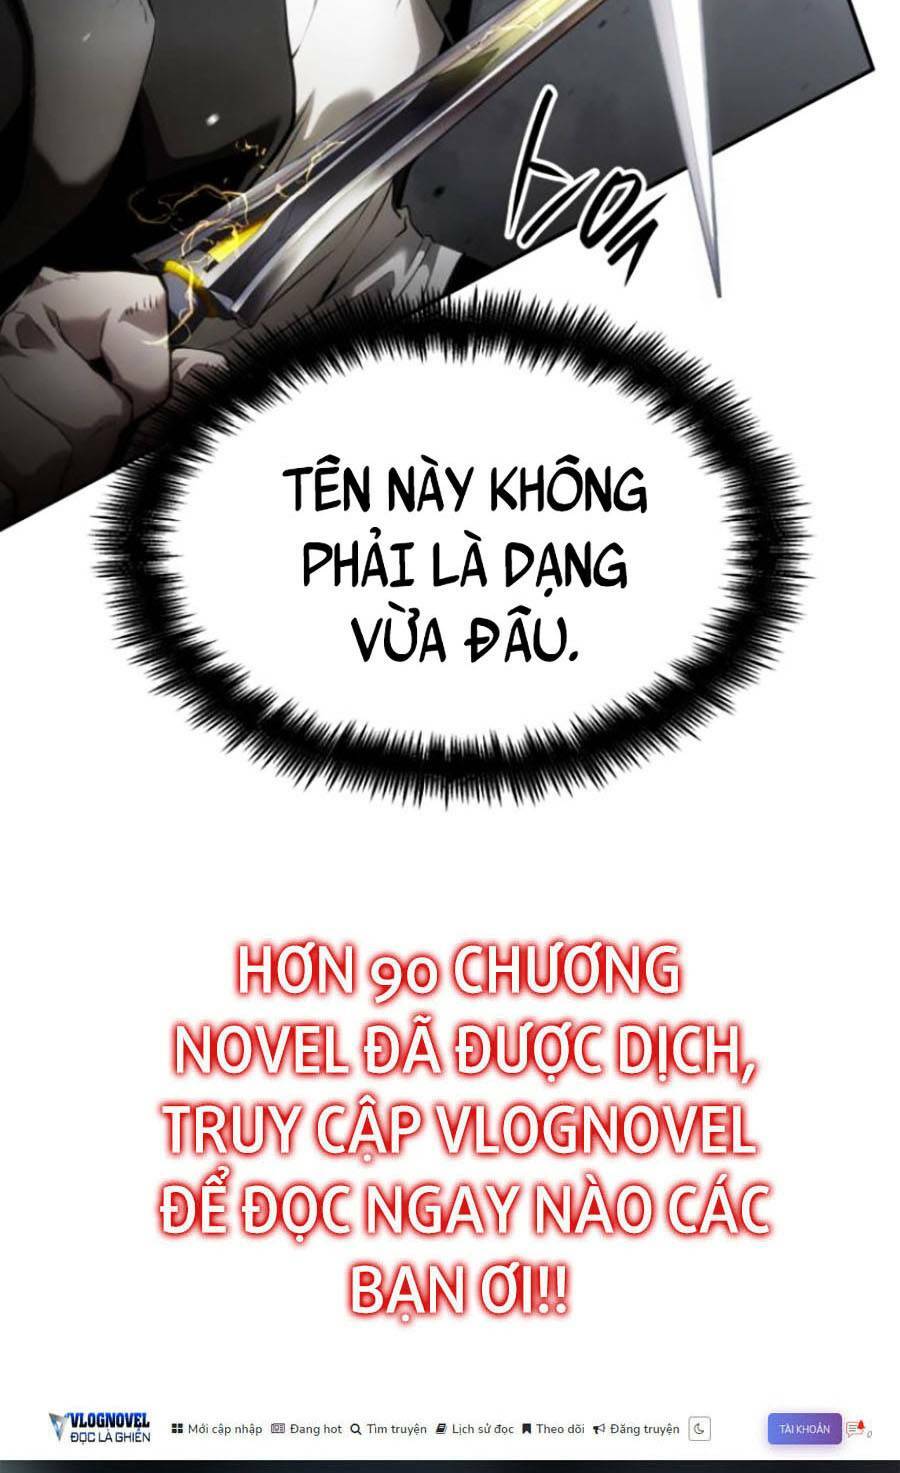 TÊN NÀY KHÔNG
PHẢI LÀ DẠNG
VỪA ĐÂU.
HƠN 90 CHƯƠNG
NOVEL ĐÃ ĐƯỢC DỊCH,
TRUY CẬP VLOGNOVEL
ĐỂ ĐỌC NGAY NÀO CÁC
BẠN ƠI!!
VLOGNOVEL
ĐỌC LÀ GHIỀN
Mới cập nhập Đang hot Tìm truyện Lịch sử đọc Theo dõi Đăng truyện TÀI KHOẢN 0